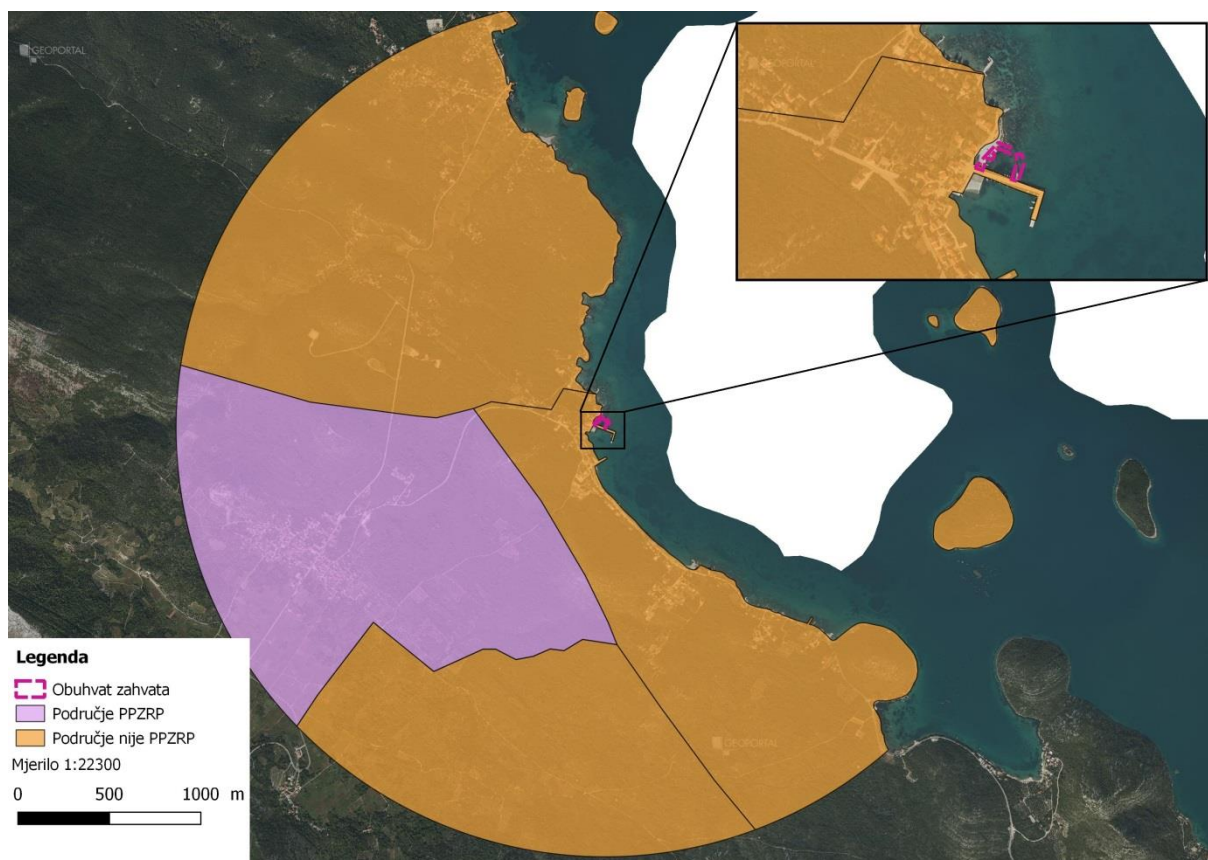 GEOPORTAL
GEOPORTAL
Legenda
Obuhvat zahvata
Područje PPZRP
Područje nije PPZRP
Mjerilo 1:22300
0 500 1000 m
GEOPORTAL